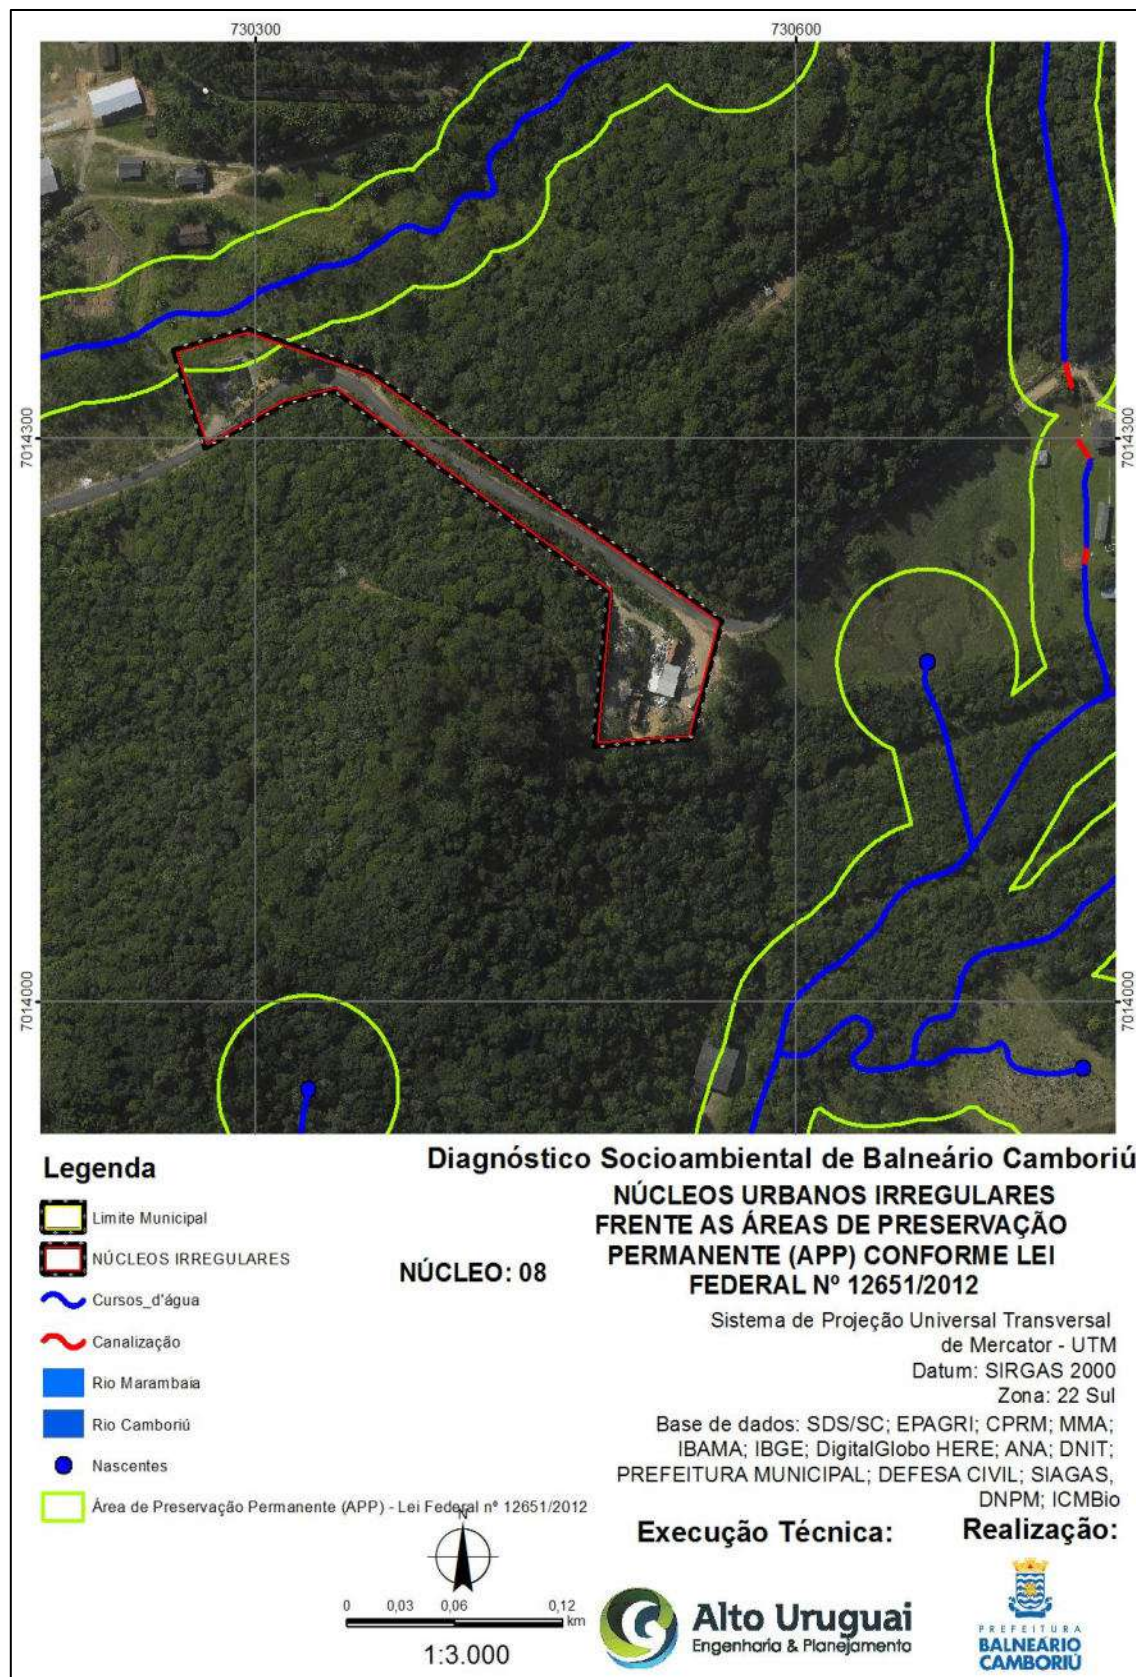 730300
730600
7014300
7014300
7014000
7014000
Legenda
Limite Municipal
NÚCLEOS IRREGULARES
Cursos_d'água
Canalização
Rio Marambaia
Rio Camboriú
Nascentes
Área de Preservação Permanente (APP) - Lei Federal nº 12651/2012
Diagnóstico Socioambiental de Balneário Camboriú
NÚCLEOS URBANOS IRREGULARES
FRENTE AS ÁREAS DE PRESERVAÇÃO
PERMANENTE (APP) CONFORME LEI
FEDERAL Nº 12651/2012
NÚCLEO: 08
Sistema de Projeção Universal Transversal
de Mercator - UTM
Datum: SIRGAS 2000
Zona: 22 Sul
Base de dados: SDS/SC; EPAGRI; CPRM; MMA;
IBAMA; IBGE; DigitalGlobo HERE; ANA; DNIT;
PREFEITURA MUNICIPAL; DEFESA CIVIL; SIAGAS,
DNPM; ICMBio
N
0 0,03 0,06 0,12
km
1:3.000
Execução Técnica:
Alto Uruguai
Engenharia & Planejamento
Realização:
PREFEITURA
BALNEÁRIO
CAMBORIÚ